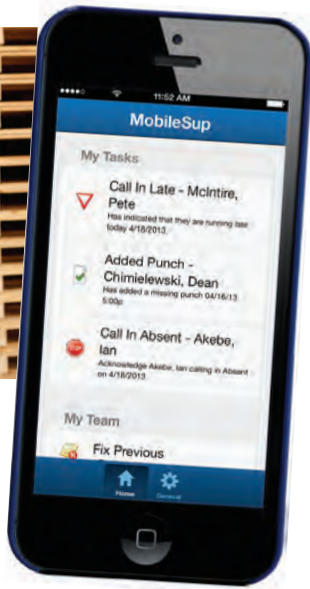 11:52 AM
MobileSup
My Tasks
Call In Late - McIntire,
Pete
Has indicated that they are running late
today 4/18/2013
Added Punch -
Chimielewski, Dean
Has added a missing punch 04/16/13
5:00p
STOP
Call In Absent - Akebe,
Ian
Acknowledge Akebe, Ian calling in Absent
on 4/18/2013
My Team
Fix Previous
Home
General